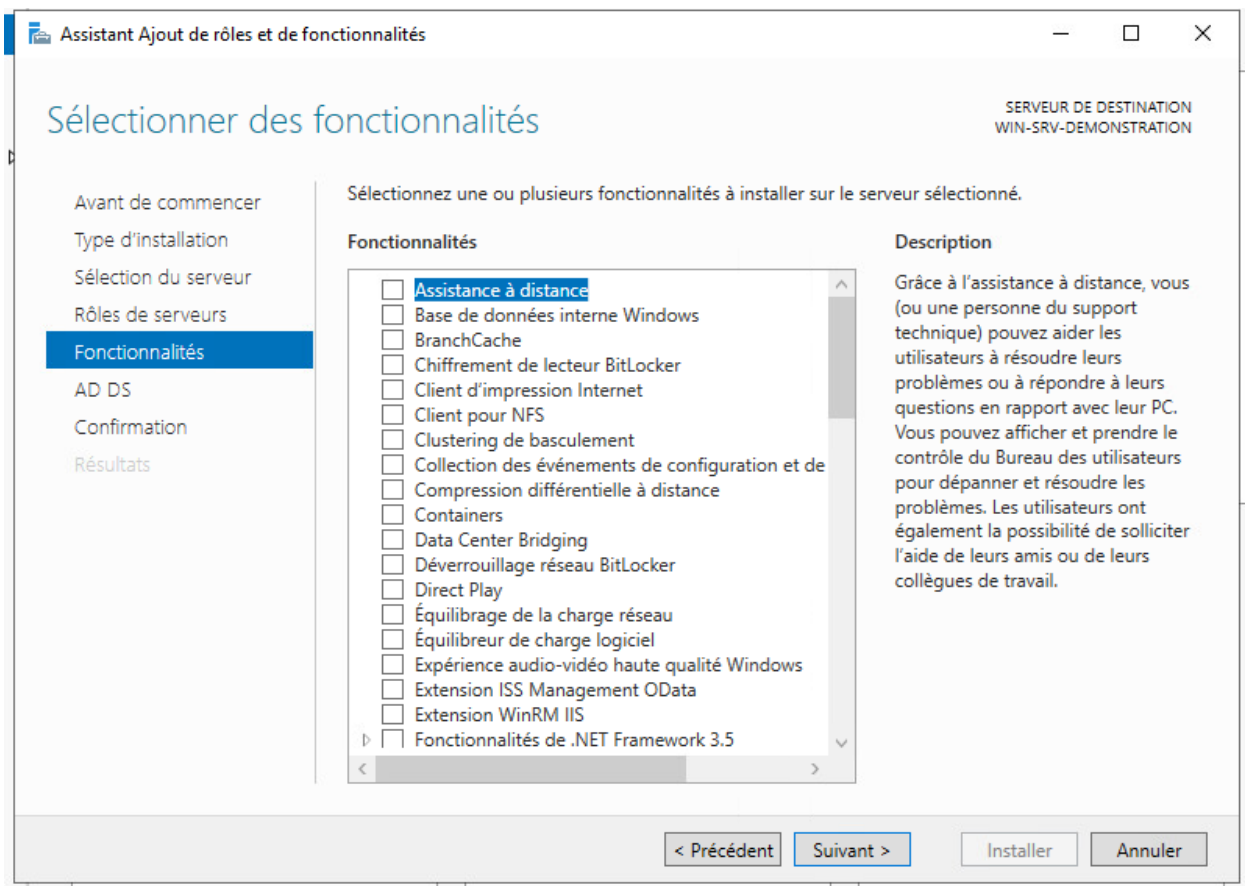 Assistant Ajout de rôles et de fonctionnalités
Sélectionner des fonctionnalités
SERVEUR DE DESTINATION
WIN-SRV-DEMONSTRATION
Avant de commencer
Type d'installation
Sélection du serveur
Rôles de serveurs
Fonctionnalités
AD DS
Confirmation
Résultats
Sélectionnez une ou plusieurs fonctionnalités à installer sur le serveur sélectionné.
Fonctionnalités
Assistance à distance
Base de données interne Windows
BranchCache
Chiffrement de lecteur BitLocker
Client d'impression Internet
Client pour NFS
Clustering de basculement
Collection des événements de configuration et de
Compression différentielle à distance
Containers
Data Center Bridging
Déverrouillage réseau BitLocker
Direct Play
Équilibrage de la charge réseau
Équilibreur de charge logiciel
Expérience audio-vidéo haute qualité Windows
Extension ISS Management OData
Extension WinRM IIS
Fonctionnalités de .NET Framework 3.5
Description
Grâce à l'assistance à distance, vous
(ou une personne du support
technique) pouvez aider les
utilisateurs à résoudre leurs
problèmes ou à répondre à leurs
questions en rapport avec leur PC.
Vous pouvez afficher et prendre le
contrôle du Bureau des utilisateurs
pour dépanner et résoudre les
problèmes. Les utilisateurs ont
également la possibilité de solliciter
l'aide de leurs amis ou de leurs
collègues de travail.
< Précédent
Suivant >
Installer
Annuler